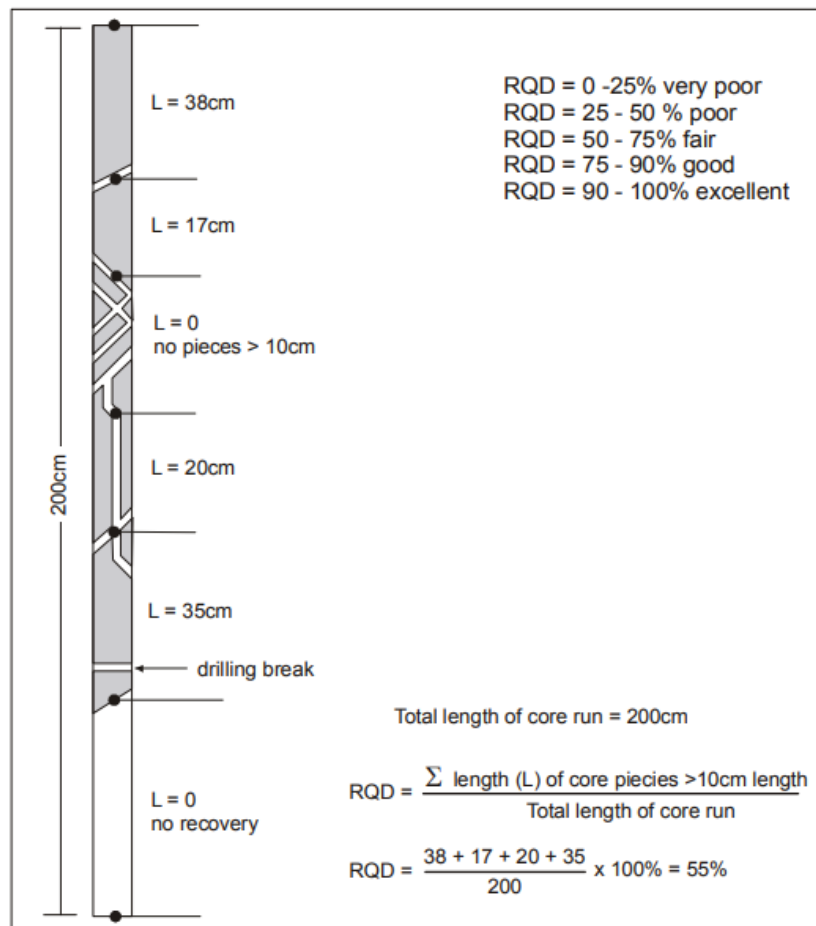 RQD = 0 -25% very poor
RQD = 25 - 50 % poor
RQD = 50 - 75% fair
RQD = 75 - 90% good
RQD = 90 - 100% excellent
L = 38cm
L = 17cm
L = 0
no pieces > 10cm
200cm
L = 20cm
L = 35cm
drilling break
L = 0
no recovery
Total length of core run = 200cm
RQD = Σ length (L) of core piecies >10cm length
Total length of core run
RQD = 38 + 17 + 20 + 35
200
x 100% = 55%